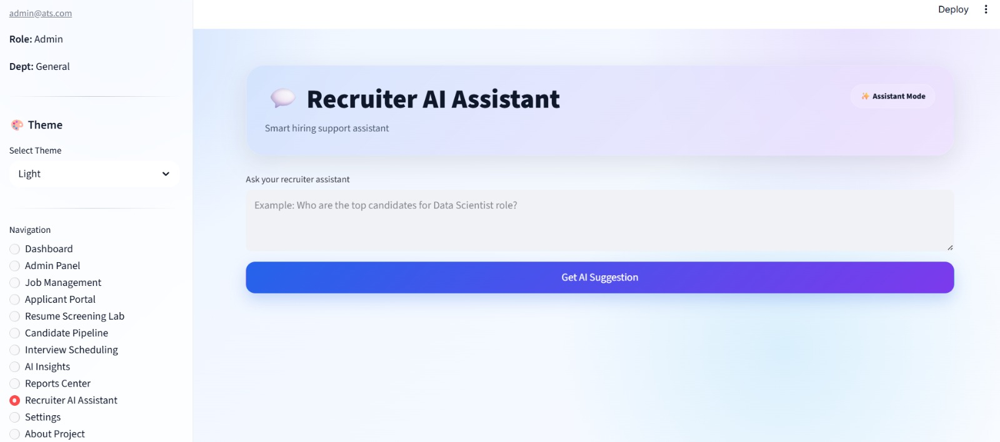 admin@ats.com
Role: Admin
Dept: General
Theme
Select Theme
Light
Navigation
Dashboard
Admin Panel
Job Management
Applicant Portal
Resume Screening Lab
Candidate Pipeline
Interview Scheduling
AI Insights
Reports Center
Recruiter AI Assistant
Settings
About Project
Deploy
Recruiter AI Assistant
Assistant Mode
Smart hiring support assistant
Ask your recruiter assistant
Example: Who are the top candidates for Data Scientist role?
Get AI Suggestion